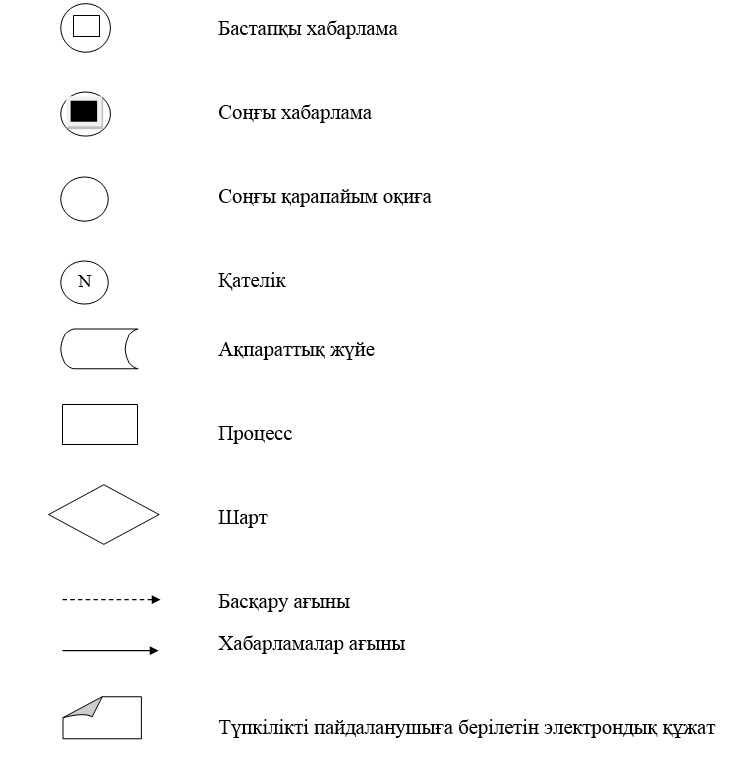 Бастапқы хабарлама
Соңғы хабарлама
Соңғы қарапайым оқиға
N
Қателік
Ақпараттық жүйе
Процесс
Шарт
Басқару ағыны
Хабарламалар ағыны
Түпкілікті пайдаланушыға берілетін электрондық құжат